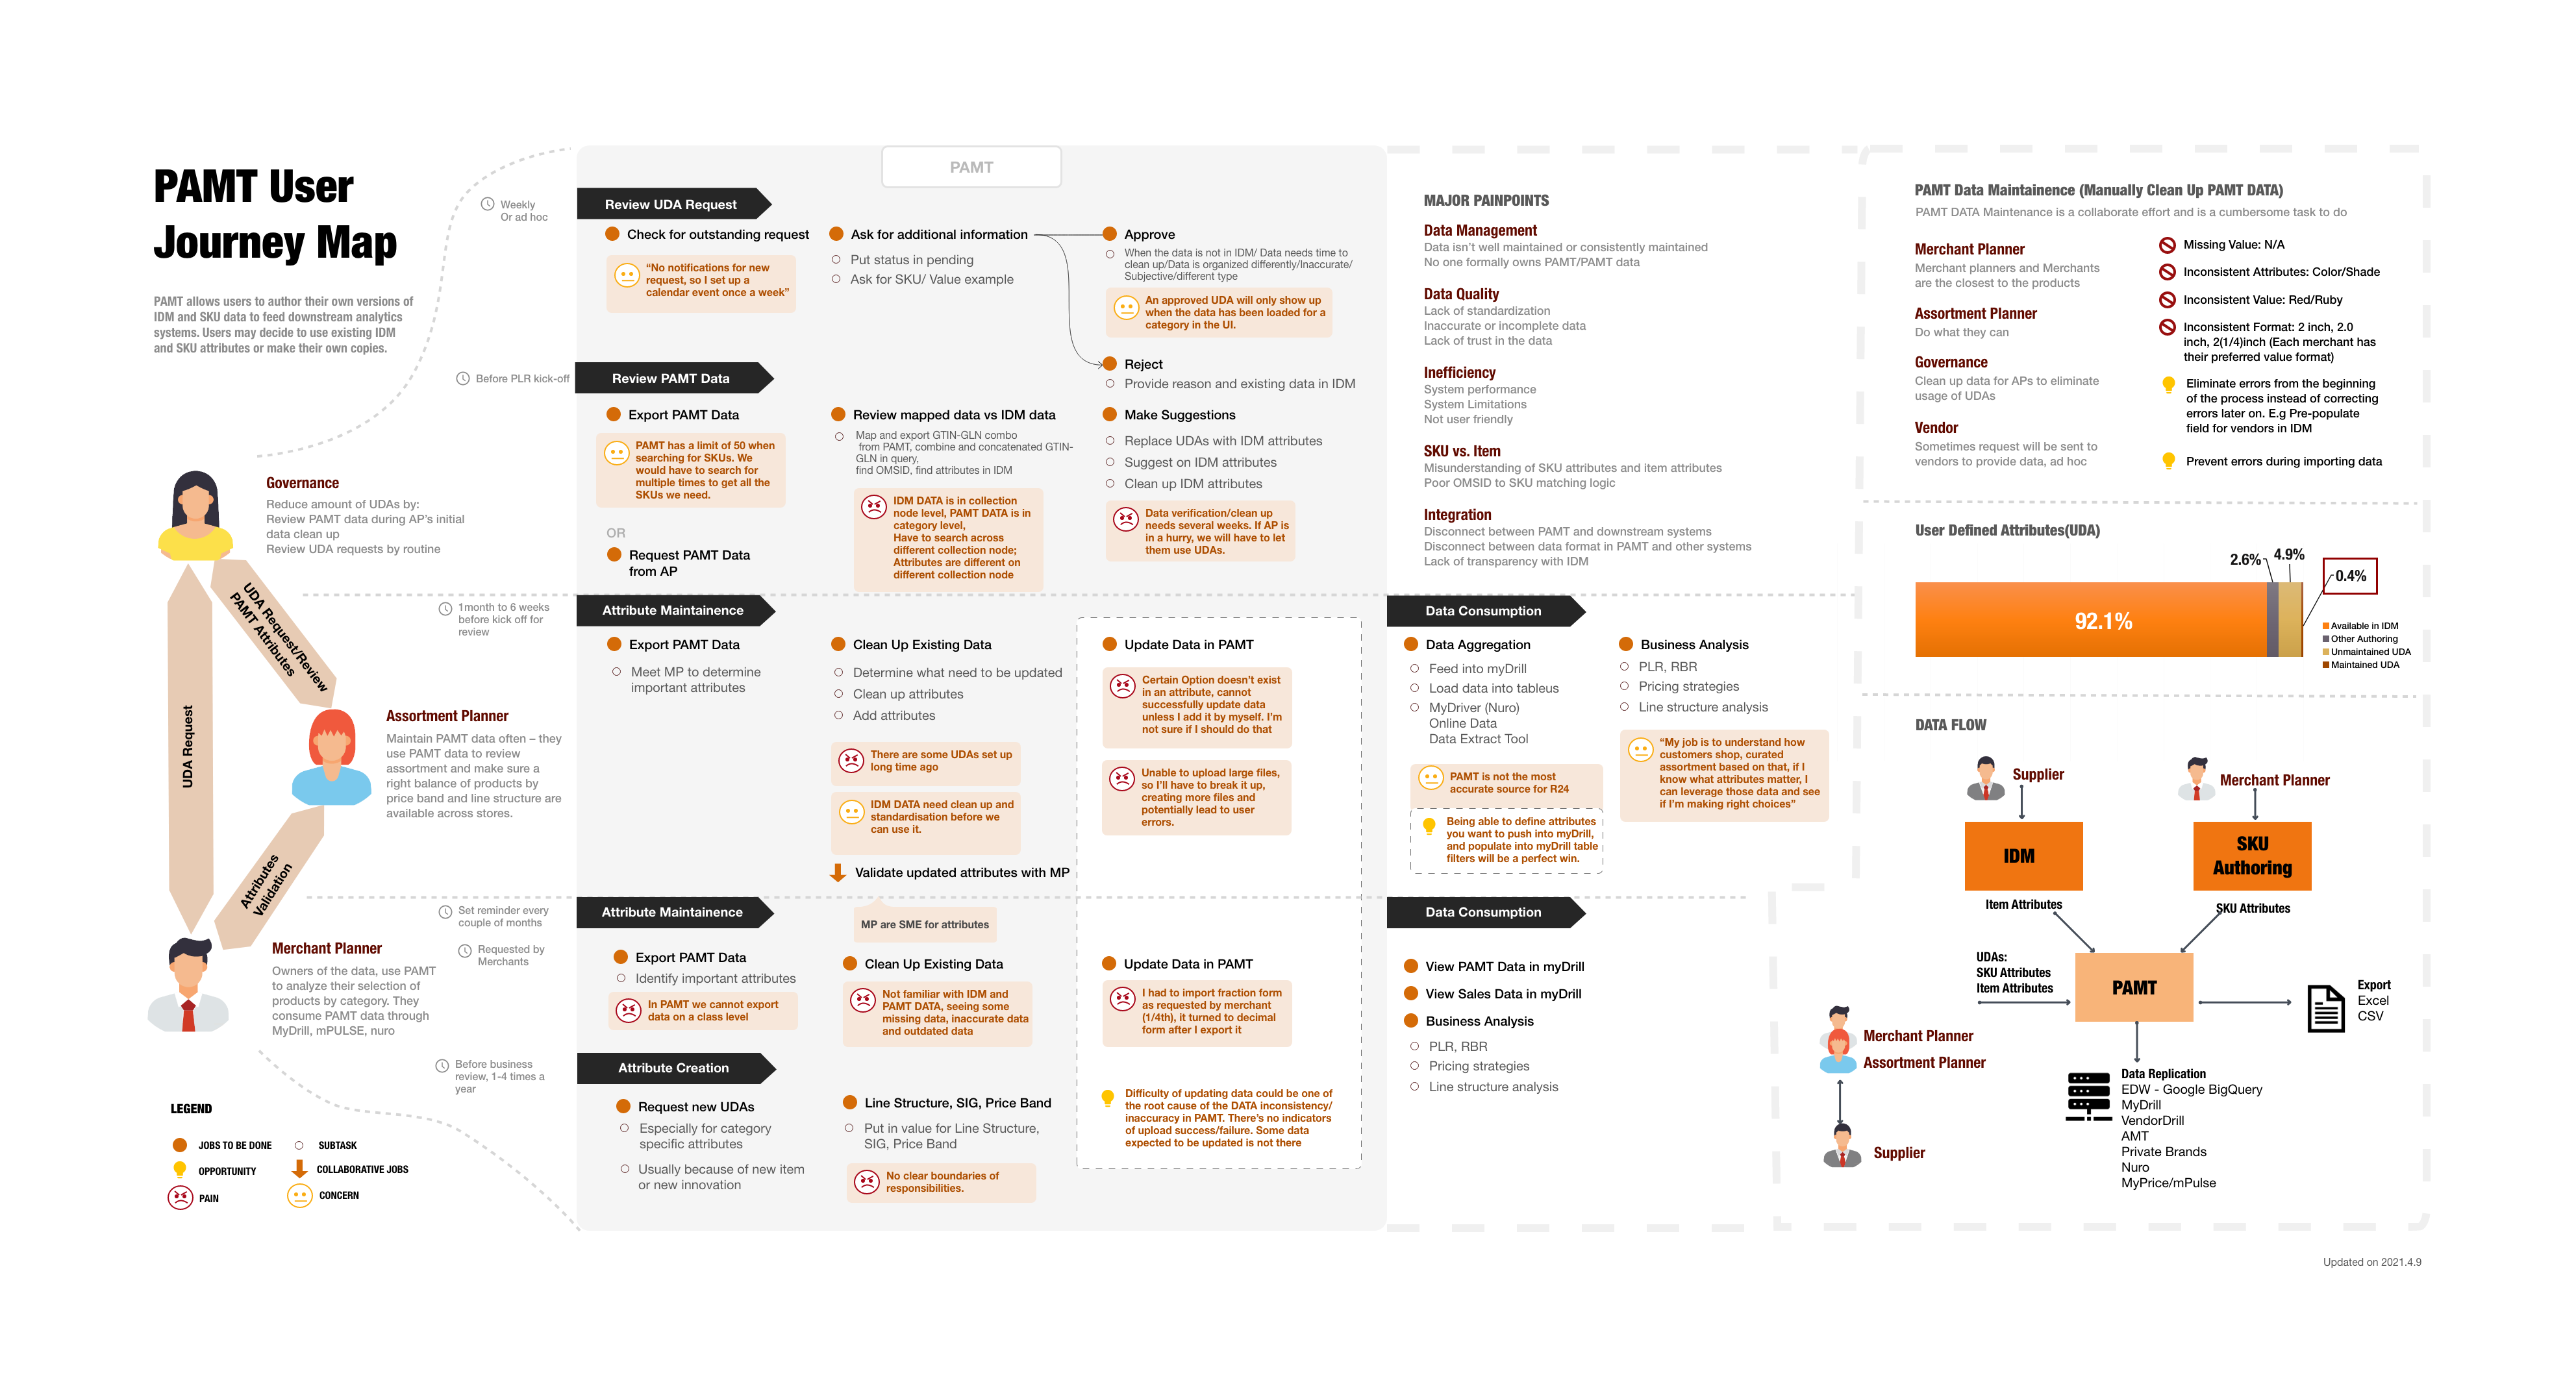 PAMT User
Journey Map
PAMT allows users to author their own versions of
IDM and SKU data to feed downstream analytics
systems. Users may decide to use existing IDM
and SKU attributes or make their own copies.
Weekly
Or ad hoc
Before PLR kick-off
Governance
Reduce amount of UDAs by:
Review PAMT data during AP's initial
data clean up
Review UDA requests by routine
UDA Request/Review
PAMT Attributes
UDA Request
1month to 6 weeks
before kick off for
review
Assortment Planner
Maintain PAMT data often – they
use PAMT data to review
assortment and make sure a
right balance of products by
price band and line structure are
available across stores.
Attributes
Validation
Set reminder every
couple of months
Requested by
Merchants
Merchant Planner
Owners of the data, use PAMT
to analyze their selection of
products by category. They
consume PAMT data through
MyDrill, mPULSE, nuro
Before business
review, 1-4 times a
year
LEGEND
JOBS TO BE DONE
SUBTASK
OPPORTUNITY
COLLABORATIVE JOBS
PAIN
CONCERN
PAMT
Review UDA Request
Check for outstanding request
“No notifications for new
request, so I set up a
calendar event once a week”
Ask for additional information
Put status in pending
Ask for SKU/ Value example
Approve
When the data is not in IDM/ Data needs time to
clean up/Data is organized differently/Inaccurate/
Subjective/different type
An approved UDA will only show up
when the data has been loaded for a
category in the UI.
Reject
Provide reason and existing data in IDM
Review PAMT Data
Export PAMT Data
PAMT has a limit of 50 when
searching for SKUs. We
would have to search for
multiple times to get all the
SKUs we need.
OR
Request PAMT Data
from AP
Review mapped data vs IDM data
Map and export GTIN-GLN combo
from PAMT, combine and concatenated GTIN-
GLN in query,
find OMSID, find attributes in IDM
IDM DATA is in collection
node level, PAMT DATA is in
category level,
Have to search across
different collection node;
Attributes are different on
different collection node
Make Suggestions
Replace UDAs with IDM attributes
Suggest on IDM attributes
Clean up IDM attributes
Data verification/clean up
needs several weeks. If AP is
in a hurry, we will have to let
them use UDAs.
Attribute Maintainence
Export PAMT Data
Meet MP to determine
important attributes
Clean Up Existing Data
Determine what need to be updated
Clean up attributes
Add attributes
There are some UDAs set up
long time ago
IDM DATA need clean up and
standardisation before we
can use it.
Validate updated attributes with MP
Update Data in PAMT
Certain Option doesn't exist
in an attribute, cannot
successfully update data
unless I add it by myself. I'm
not sure if I should do that
Unable to upload large files,
so I'll have to break it up,
creating more files and
potentially lead to user
errors.
Attribute Maintainence
MP are SME for attributes
Export PAMT Data
Identify important attributes
In PAMT we cannot export
data on a class level
Clean Up Existing Data
Not familiar with IDM and
PAMT DATA, seeing some
missing data, inaccurate data
and outdated data
Update Data in PAMT
I had to import fraction form
as requested by merchant
(1/4th), it turned to decimal
form after I export it
Attribute Creation
Request new UDAs
Especially for category
specific attributes
Usually because of new item
or new innovation
Line Structure, SIG, Price Band
Put in value for Line Structure,
SIG, Price Band
No clear boundaries of
responsibilities.
Difficulty of updating data could be one of
the root cause of the DATA inconsistency/
inaccuracy in PAMT. There's no indicators
of upload success/failure. Some data
expected to be updated is not there
MAJOR PAINPOINTS
Data Management
Data isn't well maintained or consistently maintained
No one formally owns PAMT/PAMT data
Data Quality
Lack of standardization
Inaccurate or incomplete data
Lack of trust in the data
Inefficiency
System performance
System Limitations
Not user friendly
SKU vs. Item
Misunderstanding of SKU attributes and item attributes
Poor OMSID to SKU matching logic
Integration
Disconnect between PAMT and downstream systems
Disconnect between data format in PAMT and other systems
Lack of transparency with IDM
Data Consumption
Data Aggregation
Feed into myDrill
Load data into tableus
MyDriver (Nuro)
Online Data
Data Extract Tool
PAMT is not the most
accurate source for R24
Being able to define attributes
you want to push into myDrill,
and populate into myDrill table
filters will be a perfect win.
Business Analysis
PLR, RBR
Pricing strategies
Line structure analysis
“My job is to understand how
customers shop, curated
assortment based on that, if I
know what attributes matter, I
can leverage those data and see
if I'm making right choices”
Data Consumption
View PAMT Data in myDrill
View Sales Data in myDrill
Business Analysis
PLR, RBR
Pricing strategies
Line structure analysis
PAMT Data Maintainence (Manually Clean Up PAMT DATA)
PAMT DATA Maintenance is a collaborate effort and is a cumbersome task to do
Merchant Planner
Merchant planners and Merchants
are the closest to the products
Assortment Planner
Do what they can
Governance
Clean up data for APs to eliminate
usage of UDAs
Vendor
Sometimes request will be sent to
vendors to provide data, ad hoc
Missing Value: N/A
Inconsistent Attributes: Color/Shade
Inconsistent Value: Red/Ruby
Inconsistent Format: 2 inch, 2.0
inch, 2(1/4)inch (Each merchant has
their preferred value format)
Eliminate errors from the beginning
of the process instead of correcting
errors later on. E.g Pre-populate
field for vendors in IDM
Prevent errors during importing data
User Defined Attributes(UDA)
2.6%
4.9%
0.4%
92.1%
Available in IDM
Other Authoring
Unmaintained UDA
Maintained UDA
DATA FLOW
Supplier
Merchant Planner
IDM
SKU
Authoring
Item Attributes
SKU Attributes
UDAs:
SKU Attributes
Item Attributes
PAMT
Export
Excel
CSV
Merchant Planner
Assortment Planner
Supplier
Data Replication
EDW - Google BigQuery
MyDrill
VendorDrill
AMT
Private Brands
Nuro
MyPrice/mPulse
Updated on 2021.4.9